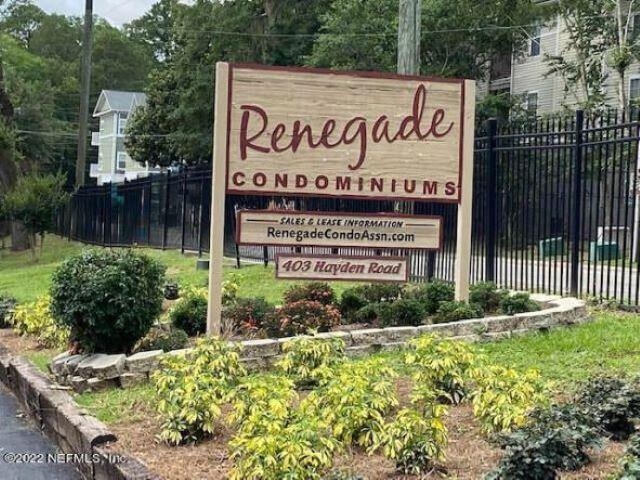 Renegade
CONDOMINIUMS
SALES & LEASE INFORMATION
RenegadeCondoAssn.com
403 Hayden Road
©2022 NEFMLS, Inc